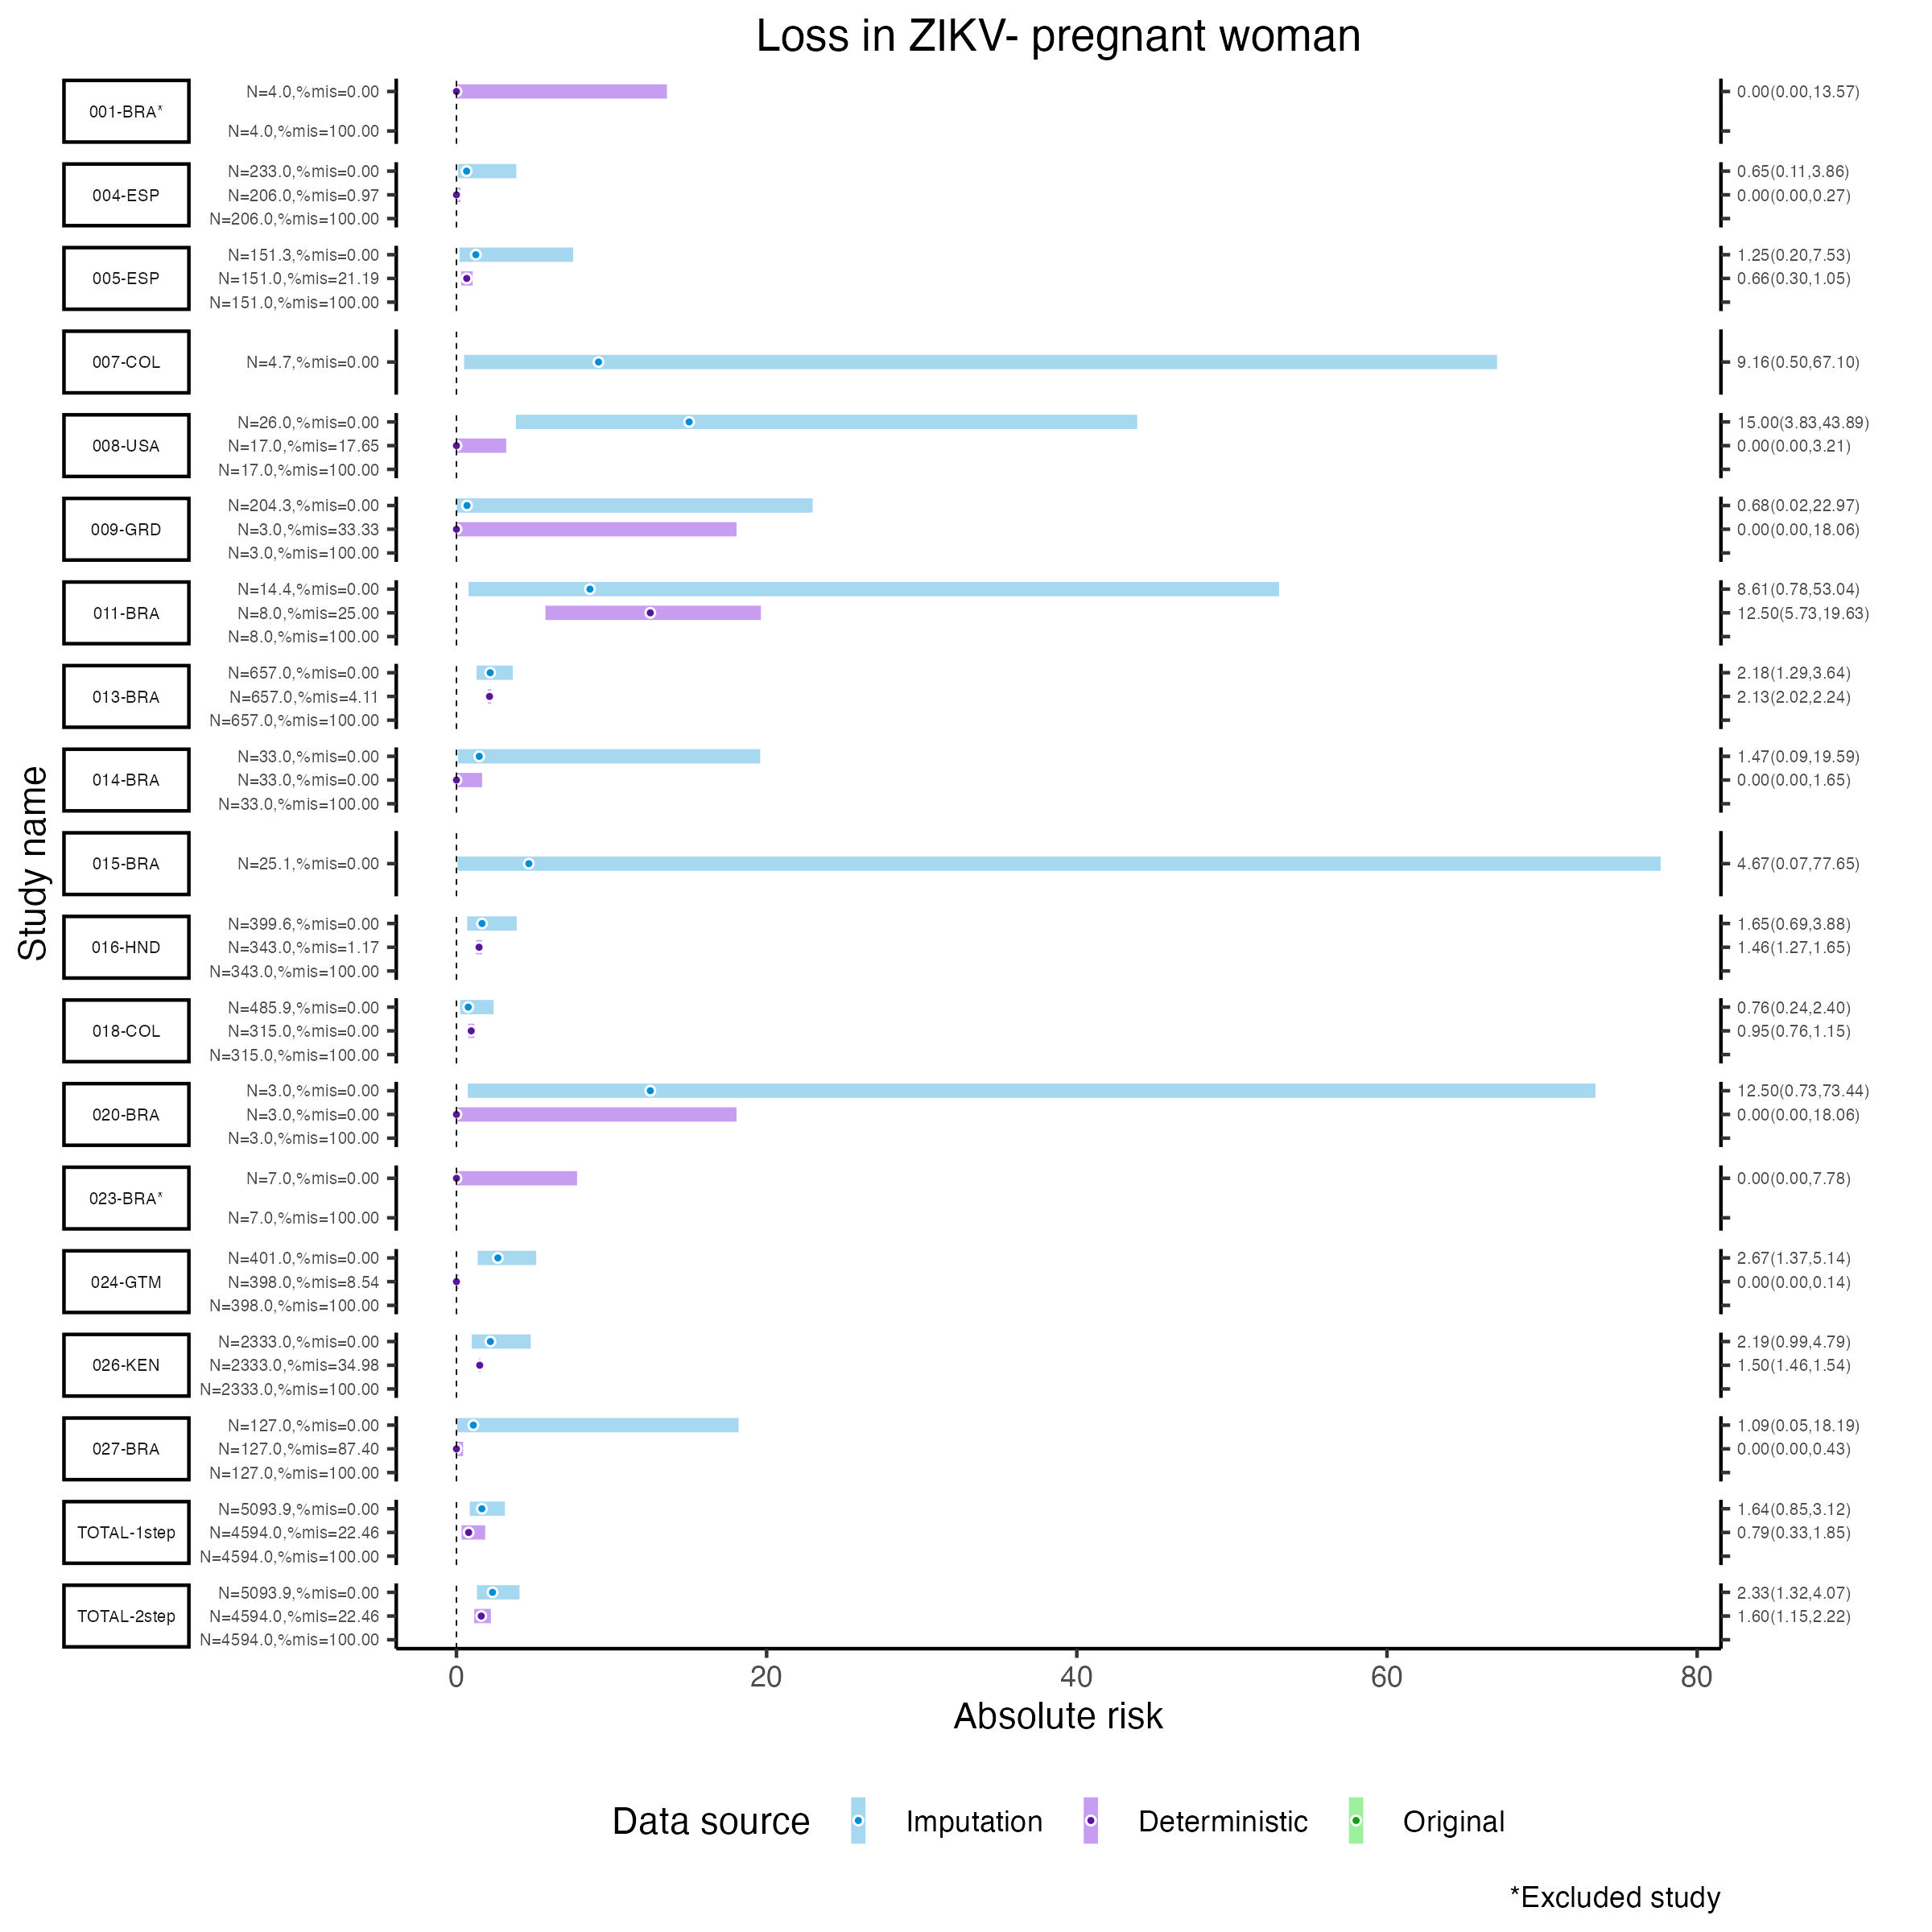 Loss in ZIKV- pregnant woman
Study name
001-BRA*
N=4.0,%mis=0.00 0.00(0.00,13.57)
N=4.0,%mis=100.00
004-ESP
N=233.0,%mis=0.00 0.65(0.11,3.86)
N=206.0,%mis=0.97 0.00(0.00,0.27)
N=206.0,%mis=100.00
005-ESP
N=151.3,%mis=0.00 1.25(0.20,7.53)
N=151.0,%mis=21.19 0.66(0.30,1.05)
N=151.0,%mis=100.00
007-COL
N=4.7,%mis=0.00 9.16(0.50,67.10)
008-USA
N=26.0,%mis=0.00 15.00(3.83,43.89)
N=17.0,%mis=17.65 0.00(0.00,3.21)
N=17.0,%mis=100.00
009-GRD
N=204.3,%mis=0.00 0.68(0.02,22.97)
N=3.0,%mis=33.33 0.00(0.00,18.06)
N=3.0,%mis=100.00
011-BRA
N=14.4,%mis=0.00 8.61(0.78,53.04)
N=8.0,%mis=25.00 12.50(5.73,19.63)
N=8.0,%mis=100.00
013-BRA
N=657.0,%mis=0.00 2.18(1.29,3.64)
N=657.0,%mis=4.11 2.13(2.02,2.24)
N=657.0,%mis=100.00
014-BRA
N=33.0,%mis=0.00 1.47(0.09,19.59)
N=33.0,%mis=0.00 0.00(0.00,1.65)
N=33.0,%mis=100.00
015-BRA
N=25.1,%mis=0.00 4.67(0.07,77.65)
016-HND
N=399.6,%mis=0.00 1.65(0.69,3.88)
N=343.0,%mis=1.17 1.46(1.27,1.65)
N=343.0,%mis=100.00
018-COL
N=485.9,%mis=0.00 0.76(0.24,2.40)
N=315.0,%mis=0.00 0.95(0.76,1.15)
N=315.0,%mis=100.00
020-BRA
N=3.0,%mis=0.00 12.50(0.73,73.44)
N=3.0,%mis=0.00 0.00(0.00,18.06)
N=3.0,%mis=100.00
023-BRA*
N=7.0,%mis=0.00 0.00(0.00,7.78)
N=7.0,%mis=100.00
024-GTM
N=401.0,%mis=0.00 2.67(1.37,5.14)
N=398.0,%mis=8.54 0.00(0.00,0.14)
N=398.0,%mis=100.00
026-KEN
N=2333.0,%mis=0.00 2.19(0.99,4.79)
N=2333.0,%mis=34.98 1.50(1.46,1.54)
N=2333.0,%mis=100.00
027-BRA
N=127.0,%mis=0.00 1.09(0.05,18.19)
N=127.0,%mis=87.40 0.00(0.00,0.43)
N=127.0,%mis=100.00
TOTAL-1step
N=5093.9,%mis=0.00 1.64(0.85,3.12)
N=4594.0,%mis=22.46 0.79(0.33,1.85)
N=4594.0,%mis=100.00
TOTAL-2step
N=5093.9,%mis=0.00 2.33(1.32,4.07)
N=4594.0,%mis=22.46 1.60(1.15,2.22)
N=4594.0,%mis=100.00
0 20 40 60 80
Absolute risk
Data source Imputation Deterministic Original
*Excluded study